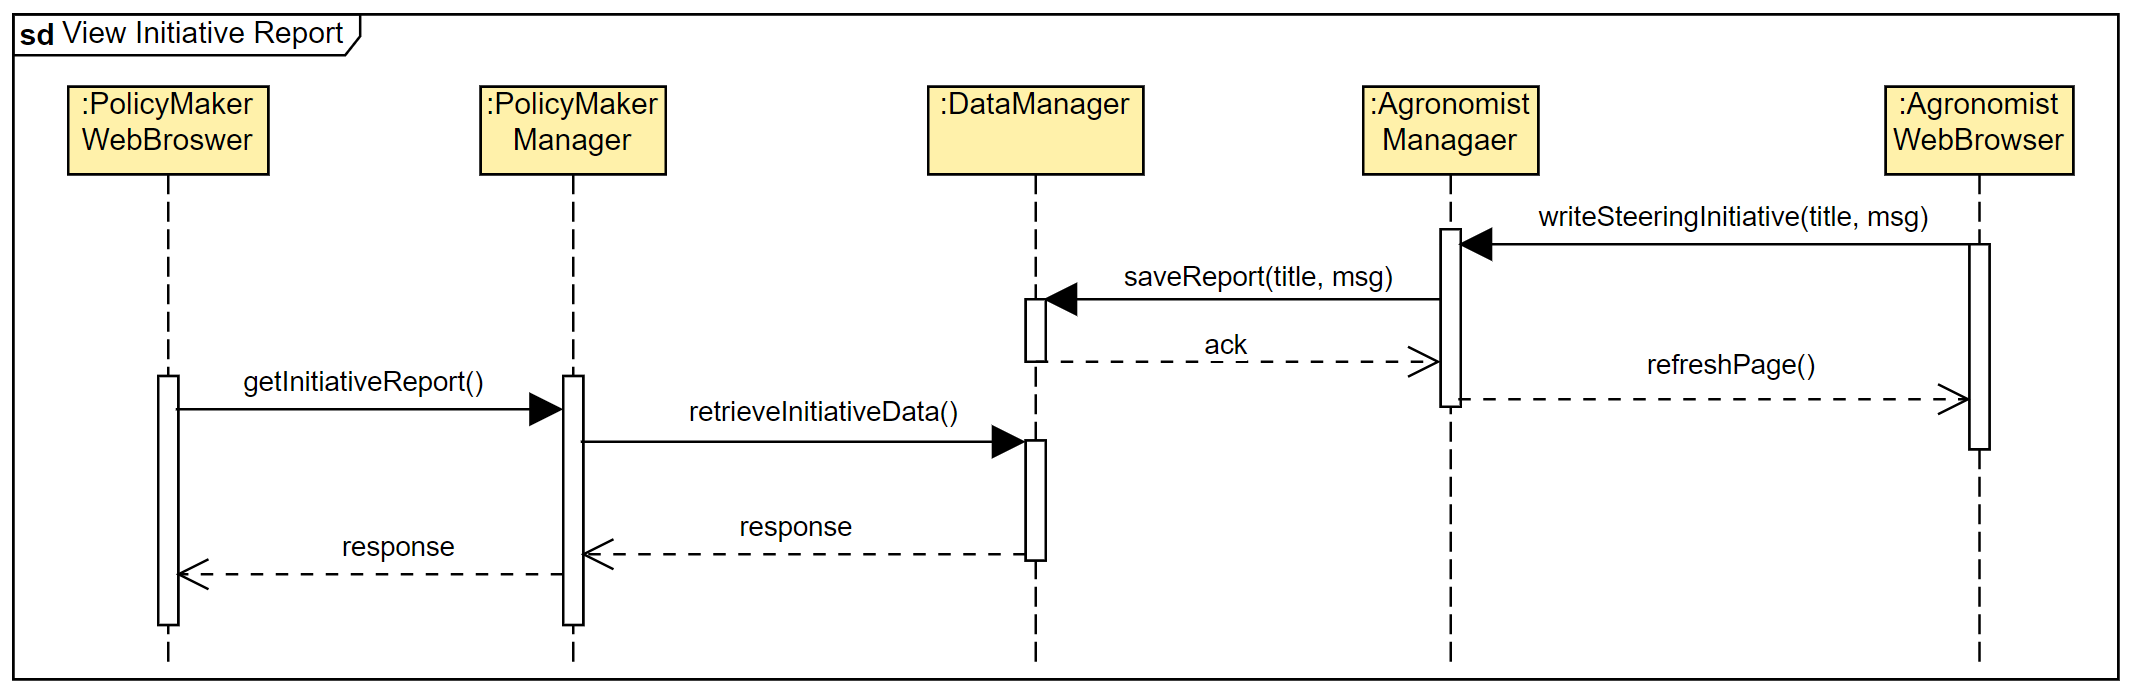 sd View Initiative Report
:PolicyMaker
WebBroswer
:PolicyMaker
Manager
:DataManager
:Agronomist
Managaer
:Agronomist
WebBrowser
writeSteeringInitiative(title, msg)
saveReport(title, msg)
ack
refreshPage()
getInitiativeReport()
retrieveInitiativeData()
response
response